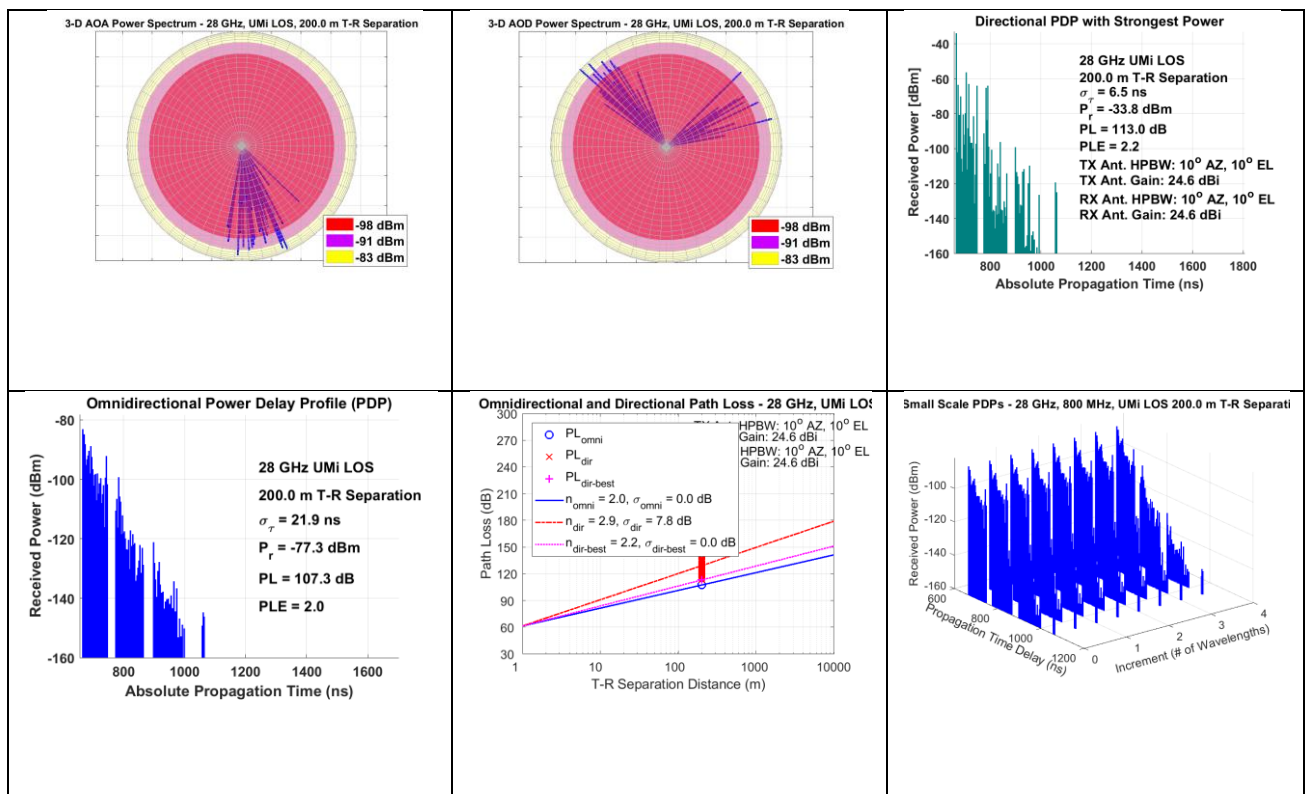 3-D AOA Power Spectrum - 28 GHz, UMi LOS, 200.0 m T-R Separation
-98 dBm
-91 dBm
-83 dBm
3-D AOD Power Spectrum - 28 GHz, UMi LOS, 200.0 m T-R Separation
-98 dBm
-91 dBm
-83 dBm
Directional PDP with Strongest Power
Received Power [dBm]
-40
-60
-80
-100
-120
-140
-160
28 GHz UMi LOS
200.0 m T-R Separation
σ_τ = 6.5 ns
P_r = -33.8 dBm
PL = 113.0 dB
PLE = 2.2
TX Ant. HPBW: 10° AZ, 10° EL
TX Ant. Gain: 24.6 dBi
RX Ant. HPBW: 10° AZ, 10° EL
RX Ant. Gain: 24.6 dBi
800 1000 1200 1400 1600 1800
Absolute Propagation Time (ns)
Omnidirectional Power Delay Profile (PDP)
Received Power (dBm)
-80
-100
-120
-140
-160
28 GHz UMi LOS
200.0 m T-R Separation
σ_τ = 21.9 ns
P_r = -77.3 dBm
PL = 107.3 dB
PLE = 2.0
800 1000 1200 1400 1600
Absolute Propagation Time (ns)
Omnidirectional and Directional Path Loss - 28 GHz, UMi LOS
HPBW: 10° AZ, 10° EL
Gain: 24.6 dBi
HPBW: 10° AZ, 10° EL
Gain: 24.6 dBi
PL_omni
PL_dir
PL_dir-best
n_omni = 2.0, σ_omni = 0.0 dB
n_dir = 2.9, σ_dir = 7.8 dB
n_dir-best = 2.2, σ_dir-best = 0.0 dB
Path Loss (dB)
300
270
240
210
180
150
120
90
60
30
1 10 100 1000 10000
T-R Separation Distance (m)
Small Scale PDPs - 28 GHz, 800 MHz, UMi LOS 200.0 m T-R Separati
Received Power (dBm)
-100
-120
-140
-160
600
800
1000
1200
Propagation Time Delay (ns)
0 1 2 3 4
Increment (# of Wavelengths)